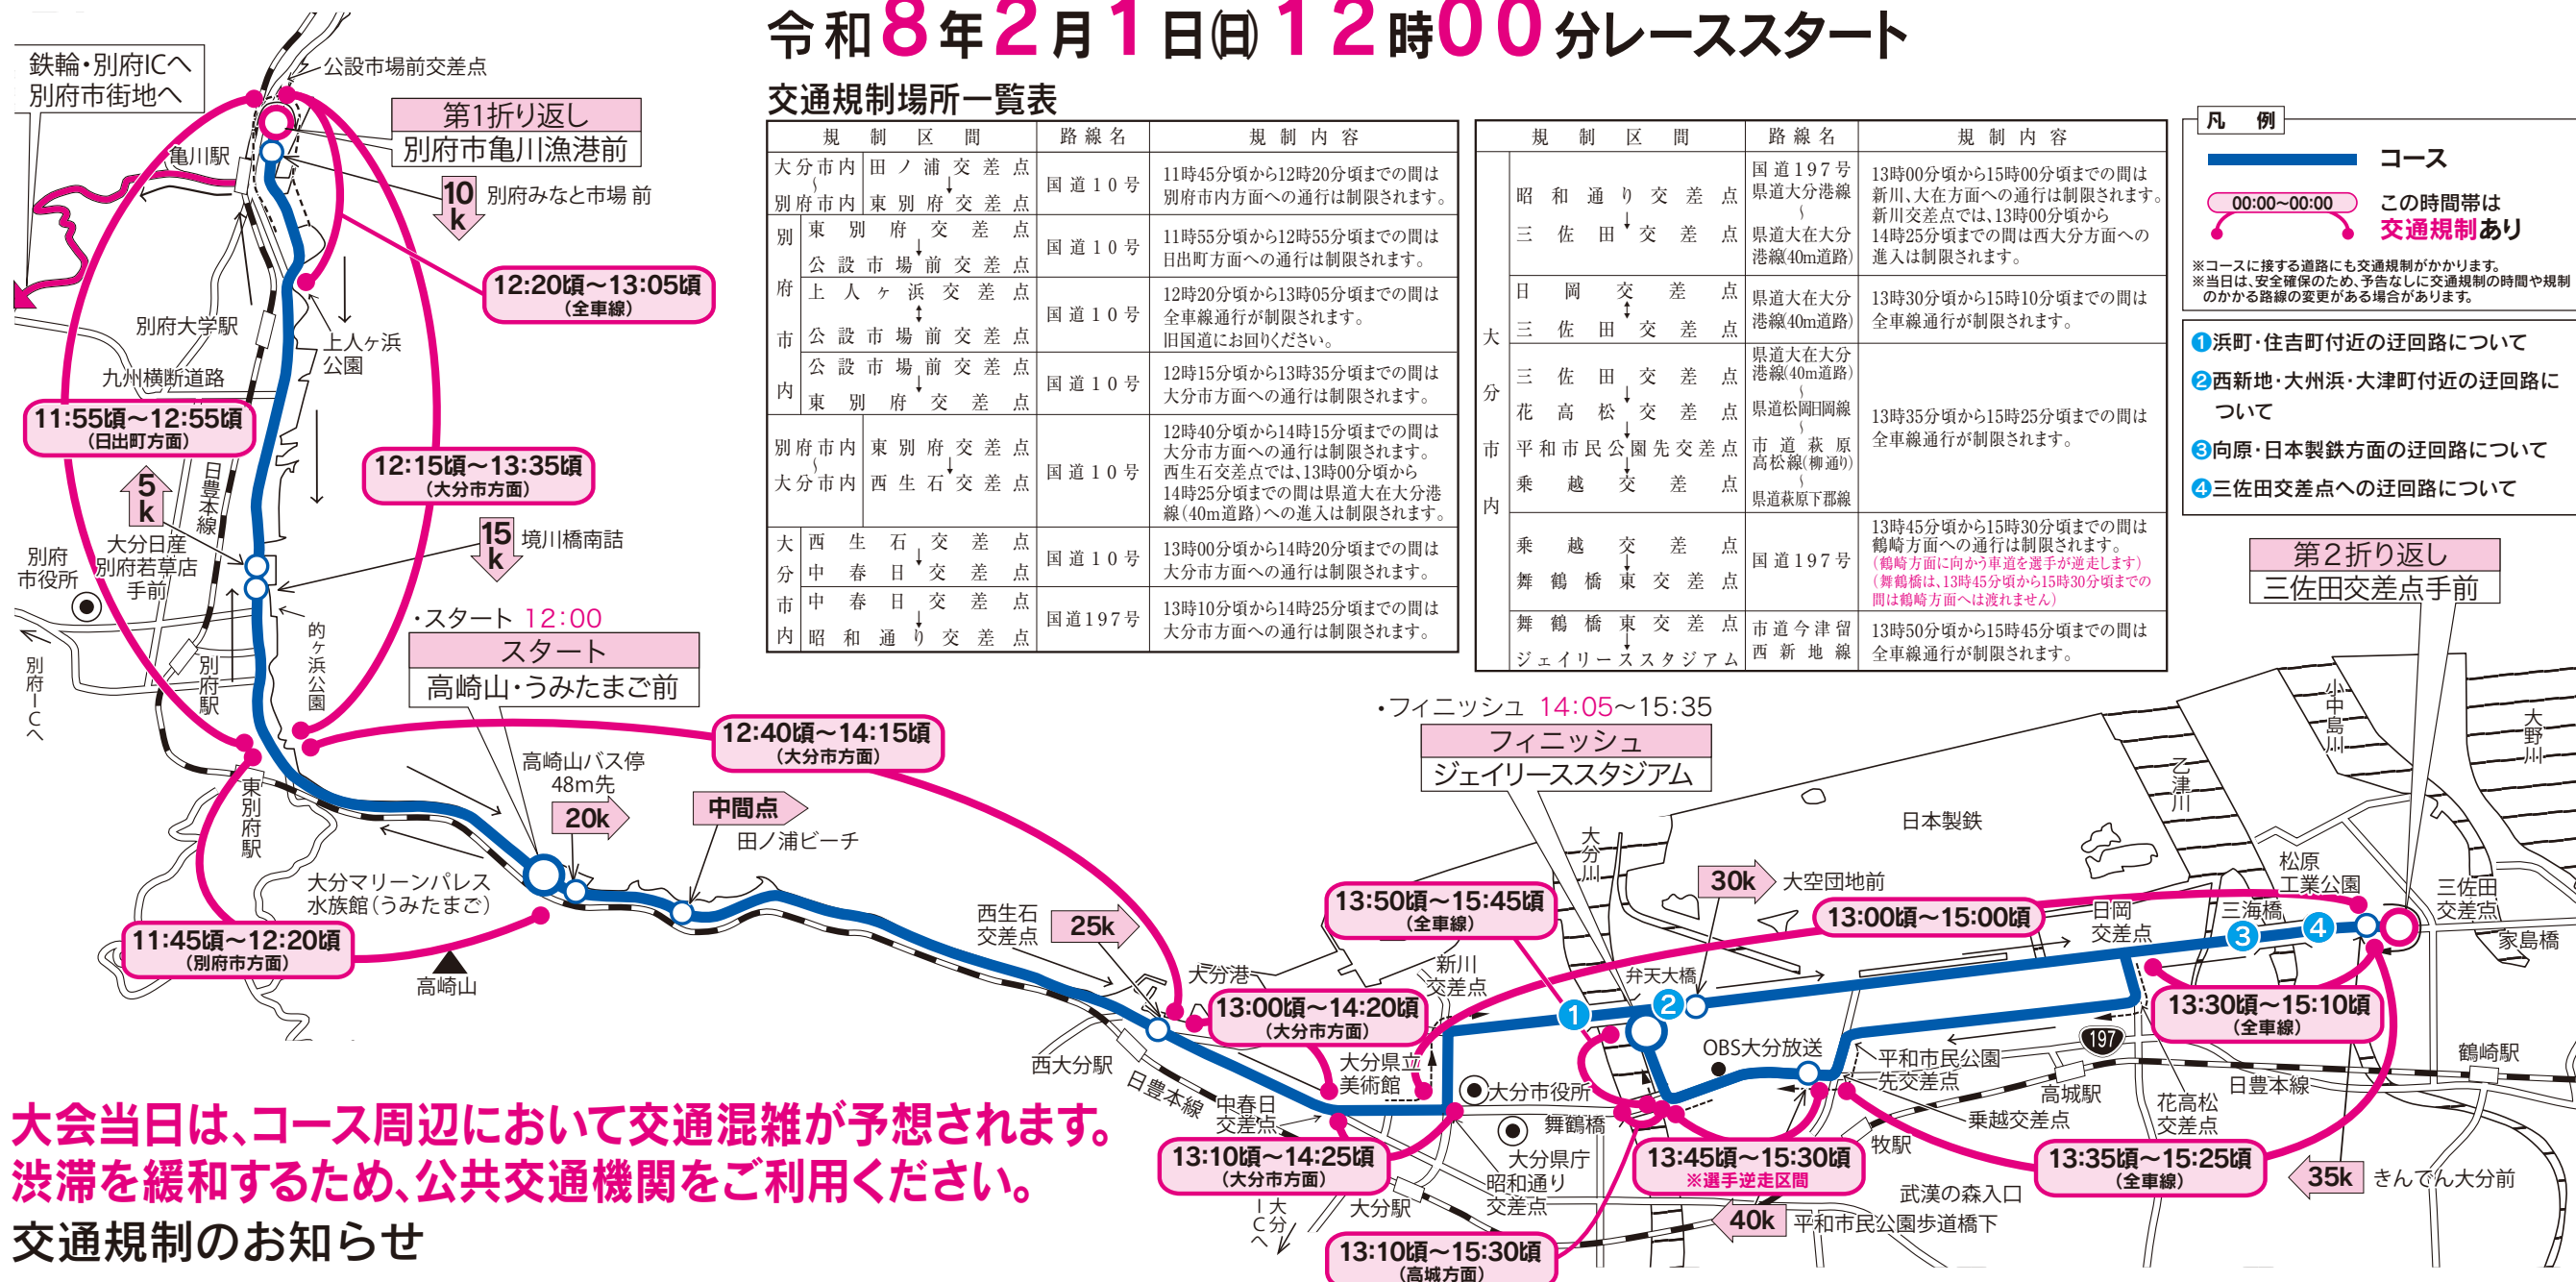 令和8年2月1日㈰12時00分レーススタート
交通規制場所一覧表
規制区間 路線名 規制内容
大分市内 田ノ浦交差点
〜 ↓
別府市内 東別府交差点
国道10号
11時45分頃から12時20分頃までの間は
別府市内方面への通行は制限されます。
別府市内
東別府交差点
↓
公設市場前交差点
国道10号
11時55分頃から12時55分頃までの間は
日出町方面への通行は制限されます。
上人ヶ浜交差点
↕
公設市場前交差点
国道10号
12時20分頃から13時05分頃までの間は
全車線通行が制限されます。
旧国道にお回りください。
公設市場前交差点
↓
東別府交差点
国道10号
12時15分頃から13時35分頃までの間は
大分市方面への通行は制限されます。
別府市内 東別府交差点
〜 ↓
大分市内 西生石交差点
国道10号
12時40分頃から14時15分頃までの間は
大分市方面への通行は制限されます。
西生石交差点では、13時00分頃から
14時25分頃までの間は県道大在大分港
線(40m道路)への進入は制限されます。
大分市内
西生石交差点
↓
中春日交差点
国道10号
13時00分頃から14時20分頃までの間は
大分市方面への通行は制限されます。
中春日交差点
↓
昭和通り交差点
国道197号
13時10分頃から14時25分頃までの間は
大分市方面への通行は制限されます。
規制区間 路線名 規制内容
大分市内
昭和通り交差点
↓
三佐田交差点
国道197号
県道大分港線
〜
県道大在大分
港線(40m道路)
13時00分頃から15時00分頃までの間は
新川、大在方面への通行は制限されます。
新川交差点では、13時00分頃から
14時25分頃までの間は西大分方面への
進入は制限されます。
日岡交差点
↕
三佐田交差点
県道大在大分
港線(40m道路)
13時30分頃から15時10分頃までの間は
全車線通行が制限されます。
三佐田交差点
↓
花高松交差点
↓
平和市民公園先交差点
↓
乗越交差点
県道大在大分
港線(40m道路)
〜
県道松岡日岡線
〜
市道萩原
高松線(柳通り)
〜
県道萩原下郡線
13時35分頃から15時25分頃までの間は
全車線通行が制限されます。
乗越交差点
↓
舞鶴橋東交差点
国道197号
13時45分頃から15時30分頃までの間は
鶴崎方面への通行は制限されます。
(鶴崎方面に向かう車道を選手が逆走します)
(舞鶴橋は、13時45分頃から15時30分頃までの
間は鶴崎方面へは渡れません)
舞鶴橋東交差点
↓
ジェイリーススタジアム
市道今津留
西新地線
13時50分頃から15時45分頃までの間は
全車線通行が制限されます。
凡 例
コース
00:00〜00:00
この時間帯は
交通規制あり
※コースに接する道路にも交通規制がかかります。
※当日は、安全確保のため、予告なしに交通規制の時間や規制
のかかる路線の変更がある場合があります。
❶浜町・住吉町付近の迂回路について
❷西新地・大州浜・大津町付近の迂回路に
ついて
❸向原・日本製鉄方面の迂回路について
❹三佐田交差点への迂回路について
鉄輪・別府ICへ
別府市街地へ
公設市場前交差点
第1折り返し
別府市亀川漁港前
亀川駅
10k
別府みなと市場 前
12:20頃〜13:05頃
(全車線)
別府大学駅
上人ヶ浜
公園
九州横断道路
11:55頃〜12:55頃
(日出町方面)
12:15頃〜13:35頃
(大分市方面)
日豊本線
5k
15k
境川橋南詰
大分日産
別府若草店
手前
別府
市役所
別府ICへ
別府駅
的ヶ浜公園
・スタート 12:00
スタート
高崎山・うみたまご前
12:40頃〜14:15頃
(大分市方面)
高崎山バス停
48m先
20k
中間点
田ノ浦ビーチ
東別府駅
大分マリーンパレス
水族館(うみたまご)
11:45頃〜12:20頃
(別府市方面)
高崎山
西生石
交差点
25k
大分港
13:00頃〜14:20頃
(大分市方面)
西大分駅
日豊本線
中春日
交差点
大分県立
美術館
13:10頃〜14:25頃
(大分市方面)
大分ICへ
大分駅
・フィニッシュ 14:05〜15:35
フィニッシュ
ジェイリーススタジアム
大分川
13:50頃〜15:45頃
(全車線)
新川
交差点
30k
大空団地前
弁天大橋
1
2
13:00頃〜15:00頃
日本製鉄
乙津川
小中島川
大野川
第2折り返し
三佐田交差点手前
松原
工業公園
日岡
交差点
三海橋
3
4
三佐田
交差点
家島橋
13:30頃〜15:10頃
(全車線)
197
OBS大分放送
平和市民公園
先交差点
大分市役所
舞鶴橋
大分県庁
昭和通り
交差点
13:45頃〜15:30頃
※選手逆走区間
13:10頃〜15:30頃
(高城方面)
牧駅
乗越交差点
高城駅
花高松
交差点
日豊本線
鶴崎駅
13:35頃〜15:25頃
(全車線)
35k
きんでん大分前
武漢の森入口
40k
平和市民公園歩道橋下
大会当日は、コース周辺において交通混雑が予想されます。
渋滞を緩和するため、公共交通機関をご利用ください。
交通規制のお知らせ